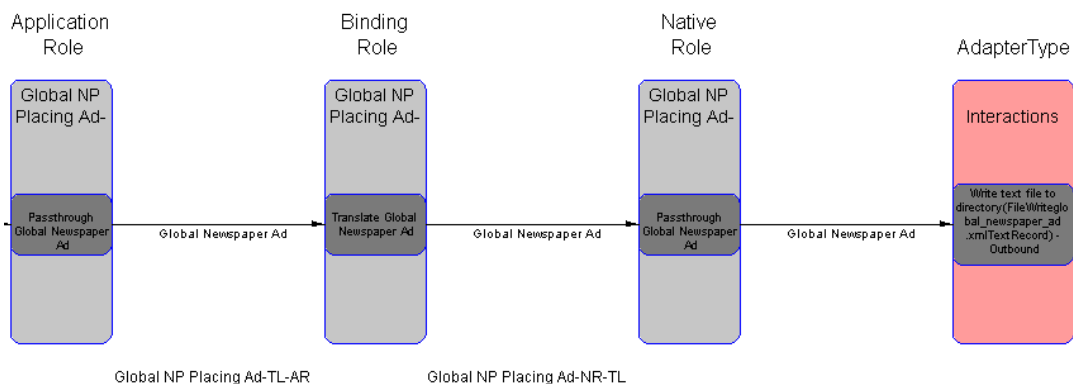 Application
Role
Binding
Role
Native
Role
AdapterType
Global NP
Placing Ad-
Global NP
Placing Ad-
Global NP
Placing Ad-
Interactions
Passthrough
Global Newspaper
Ad
Global Newspaper Ad
Translate Global
Newspaper Ad
Global Newspaper Ad
Passthrough
Global Newspaper
Ad
Global Newspaper Ad
Write text file to
directory(FileWriteglo
bal_newspaper_ad
.xmlTextRecord) -
Outbound
Global NP Placing Ad-TL-AR
Global NP Placing Ad-NR-TL